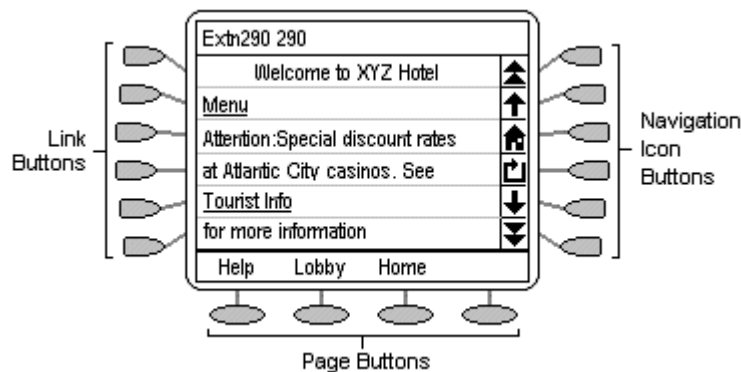 Extn290 290
Welcome to XYZ Hotel
Menu
Attention:Special discount rates
at Atlantic City casinos. See
Tourist Info
for more information
Help Lobby Home
Link
Buttons
Navigation
Icon
Buttons
Page Buttons